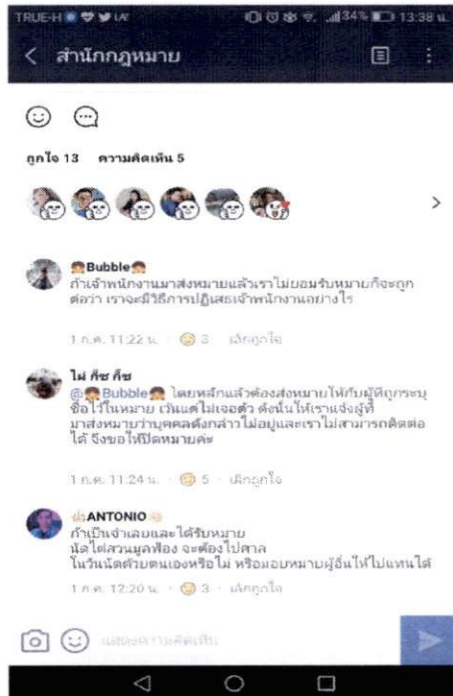 TRUE-H
34% 13:38 น.
สำนักกฎหมาย
ถูกใจ 13 ความคิดเห็น 5
Bubble
ถ้าเจ้าพนักงานมาส่งหมายแล้วเราไม่ยอมรับหมายก็จะถูก
ต่อว่า เราจะมีวิธีการปฏิเสธเจ้าพนักงานอย่างไร
1 ก.ค. 11:22 น. · 3 เลิกถูกใจ
ไผ่ ก๊ซ ก๊ซ
@Bubble โดยหลักแล้วต้องส่งหมายให้กับผู้ที่ถูกระบุ
ชื่อไว้ในหมาย เว้นแต่ไม่เจอตัว ดังนั้นให้เราแจ้งผู้ที่
มาส่งหมายว่าบุคคลดังกล่าวไม่อยู่และเราไม่สามารถติดต่อ
ได้ จึงขอให้ปิดหมายค่ะ
1 ก.ค. 11:24 น. · 5 · เลิกถูกใจ
ANTONIO
ถ้าเป็นจำเลยและได้รับหมาย
นัดไต่สวนมูลฟ้อง จะต้องไปศาล
ในวันนัดด้วยตนเองหรือไม่ หรือมอบหมายผู้อื่นให้ไปแทนได้
1 ก.ค. 12:20 น. · 3 · เลิกถูกใจ
แสดงความคิดเห็น